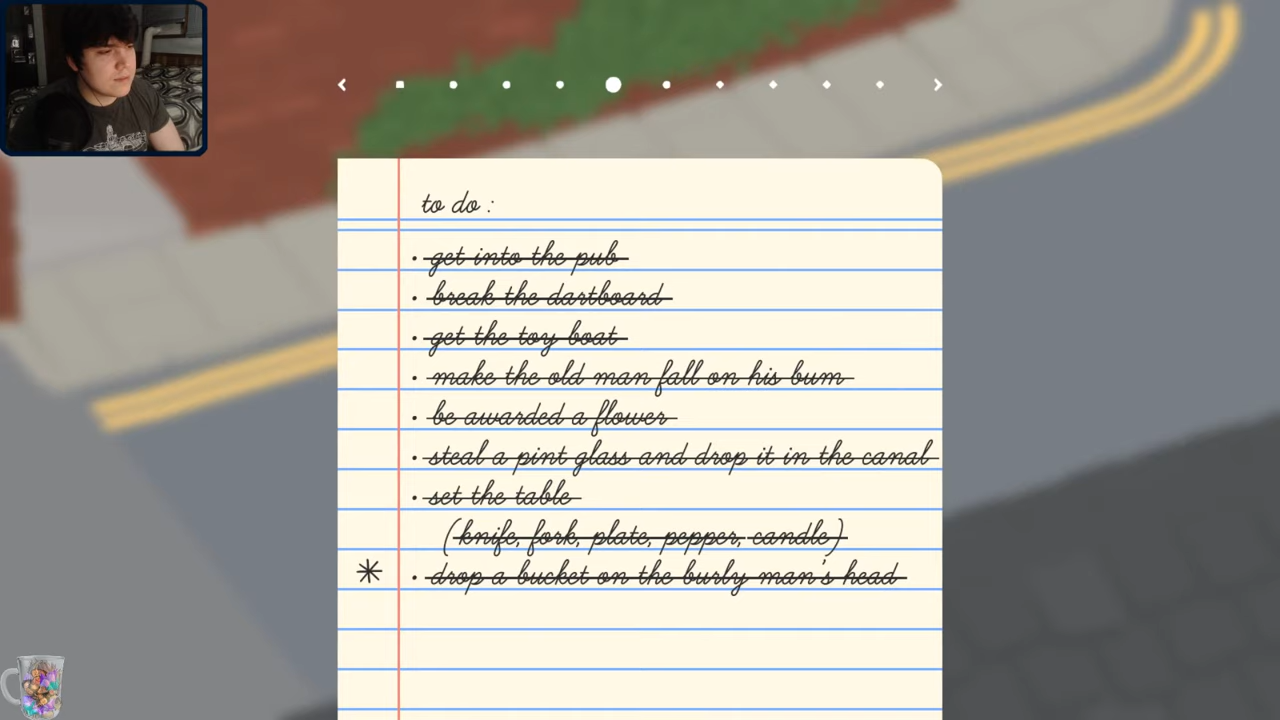 to do :
• get into the pub
• break the dartboard
• get the toy boat
• make the old man fall on his bum
• be awarded a flower
• steal a pint glass and drop it in the canal
• set the table
(knife, fork, plate, pepper, candle)
• drop a bucket on the burly man's head